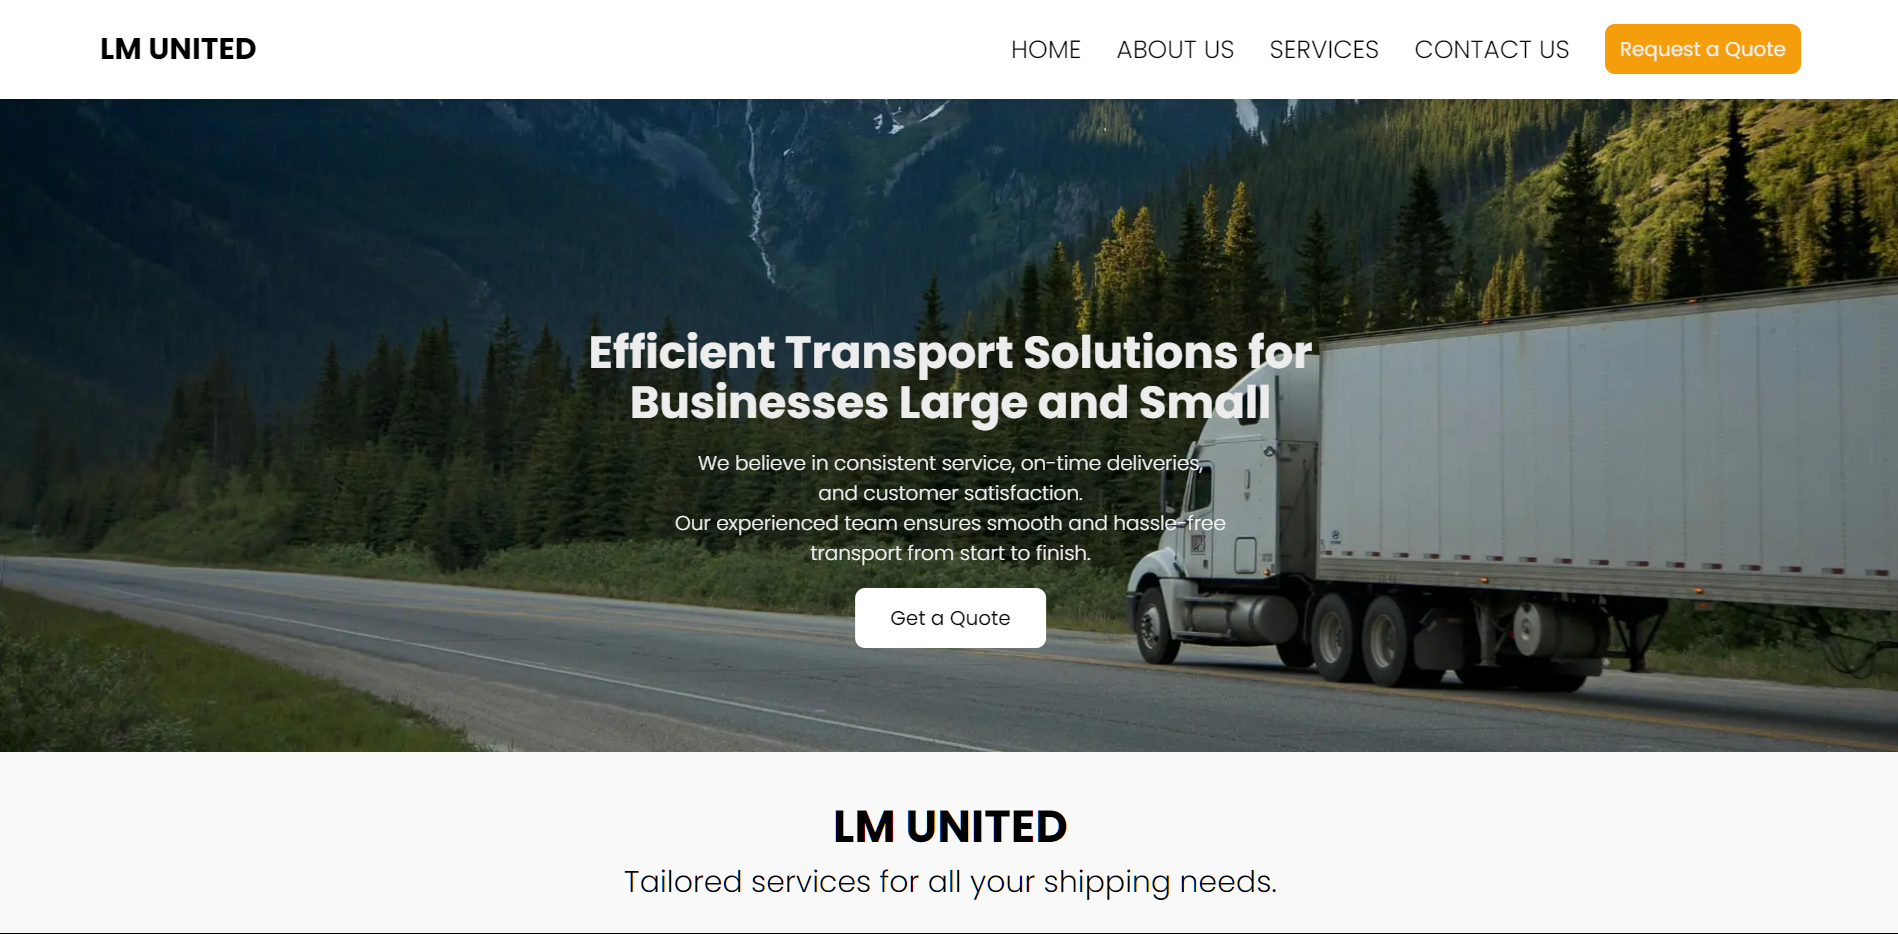 LM UNITED
HOME ABOUT US SERVICES CONTACT US Request a Quote
Efficient Transport Solutions for
Businesses Large and Small
We believe in consistent service, on-time deliveries,
and customer satisfaction.
Our experienced team ensures smooth and hassle-free
transport from start to finish.
Get a Quote
LM UNITED
Tailored services for all your shipping needs.